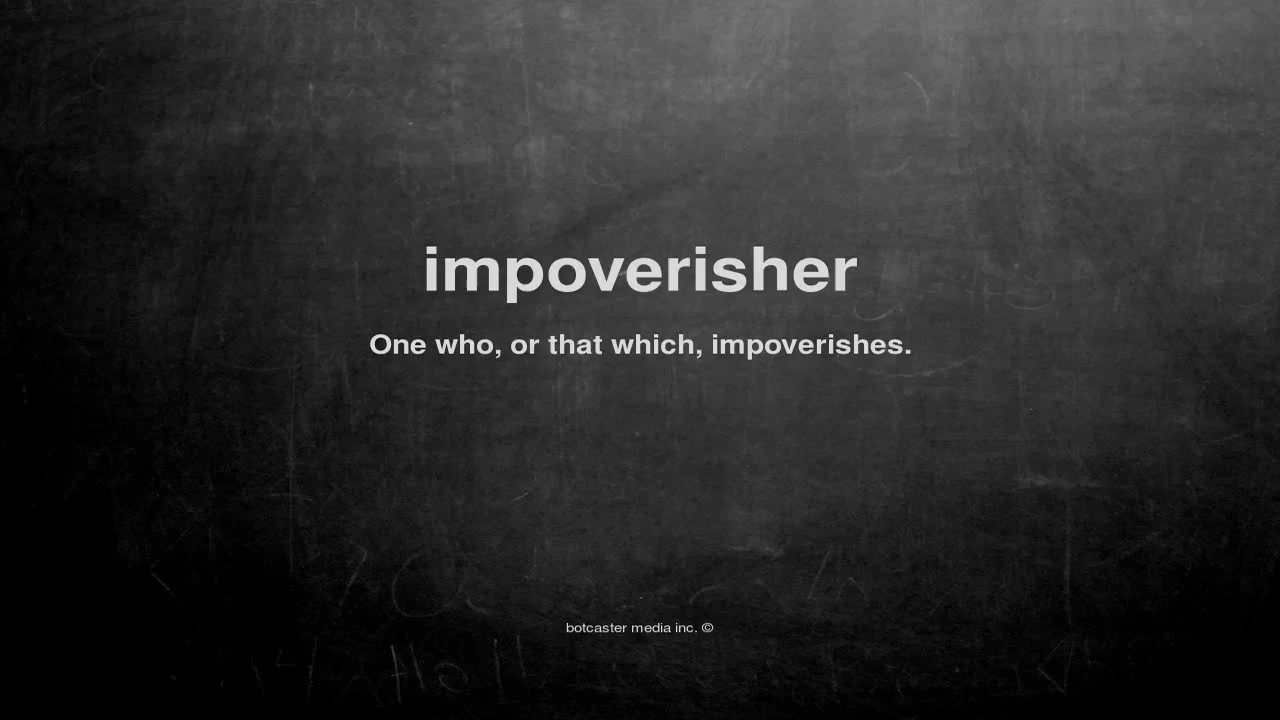 impoverisher
One who, or that which, impoverishes.
botcaster media inc. ©